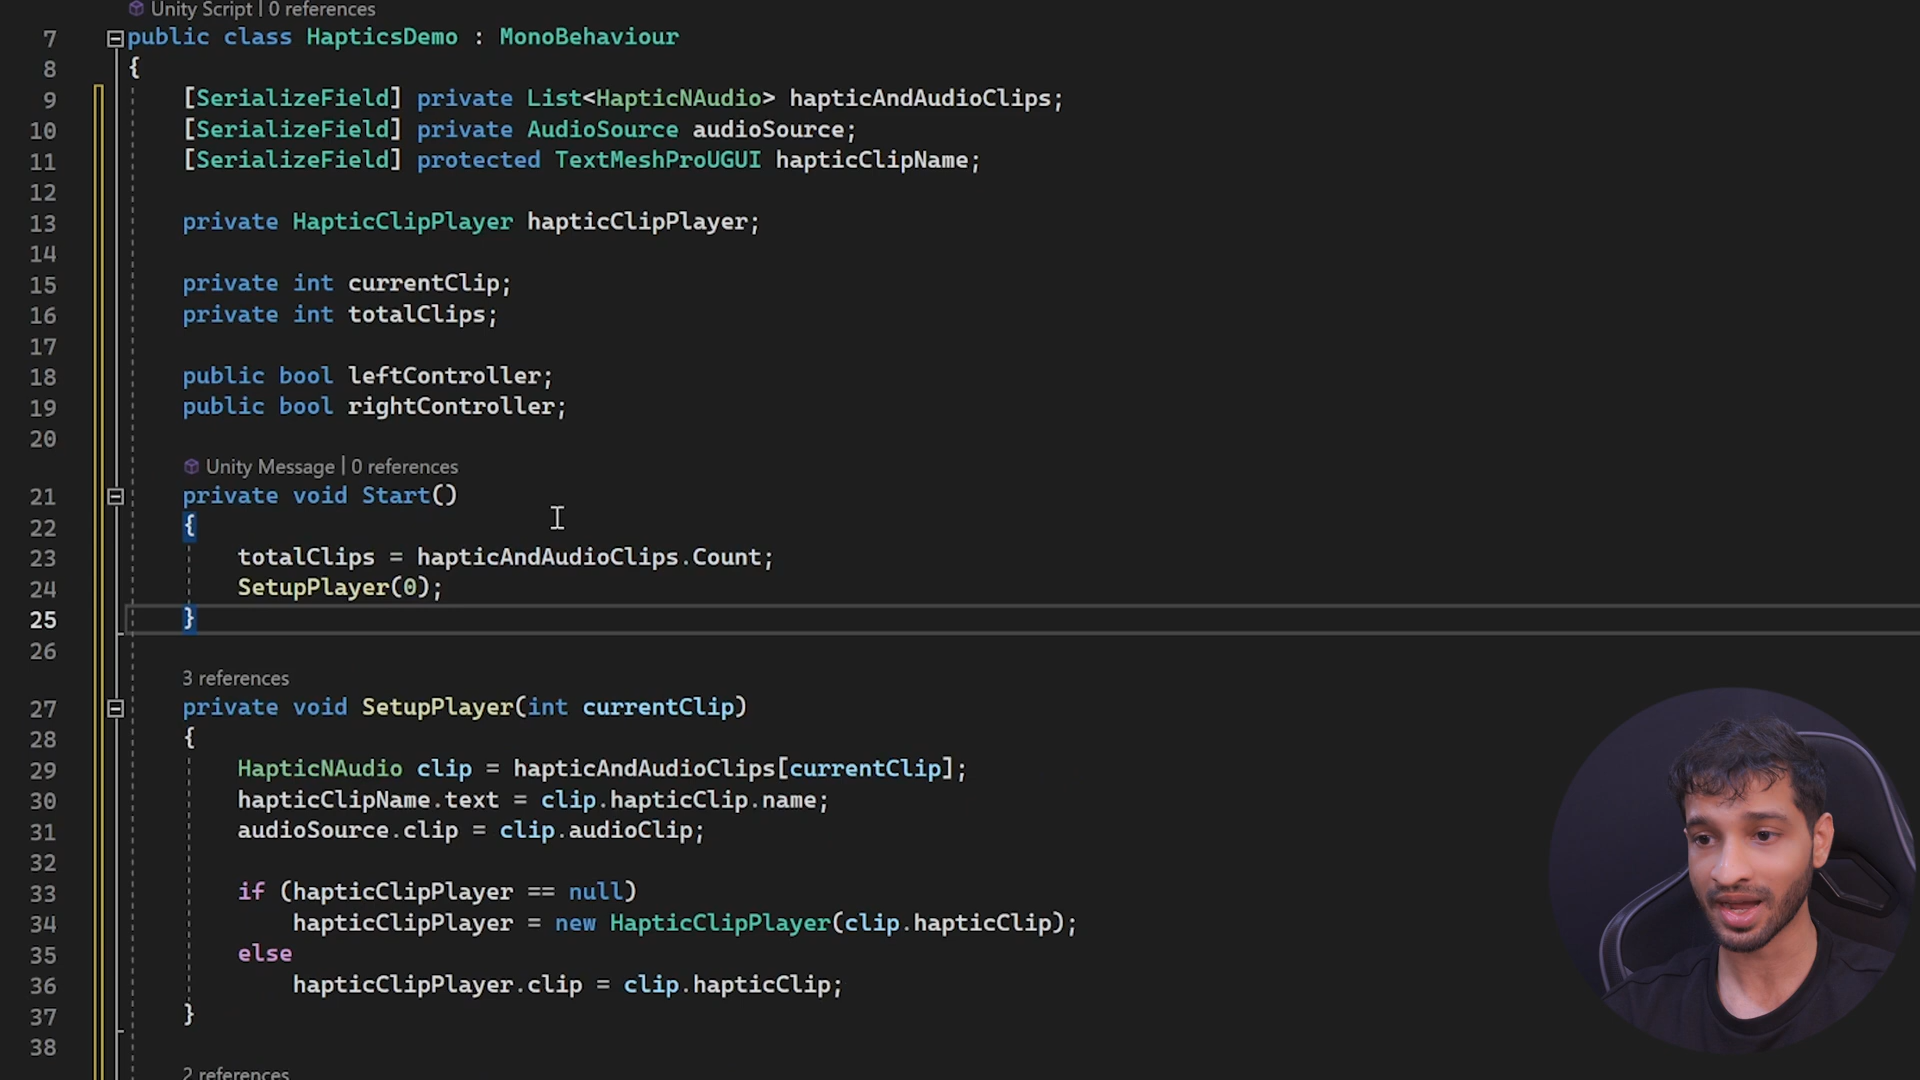 Unity Script | 0 references
7 public class HapticsDemo : MonoBehaviour
8 {
9 [SerializeField] private List<HapticNAudio> hapticAndAudioClips;
10 [SerializeField] private AudioSource audioSource;
11 [SerializeField] protected TextMeshProUGUI hapticClipName;
12
13 private HapticClipPlayer hapticClipPlayer;
14
15 private int currentClip;
16 private int totalClips;
17
18 public bool leftController;
19 public bool rightController;
20
Unity Message | 0 references
21 private void Start()
22 {
23 totalClips = hapticAndAudioClips.Count;
24 SetupPlayer(0);
25 }
26
3 references
27 private void SetupPlayer(int currentClip)
28 {
29 HapticNAudio clip = hapticAndAudioClips[currentClip];
30 hapticClipName.text = clip.hapticClip.name;
31 audioSource.clip = clip.audioClip;
32
33 if (hapticClipPlayer == null)
34 hapticClipPlayer = new HapticClipPlayer(clip.hapticClip);
35 else
36 hapticClipPlayer.clip = clip.hapticClip;
37 }
38
2 references